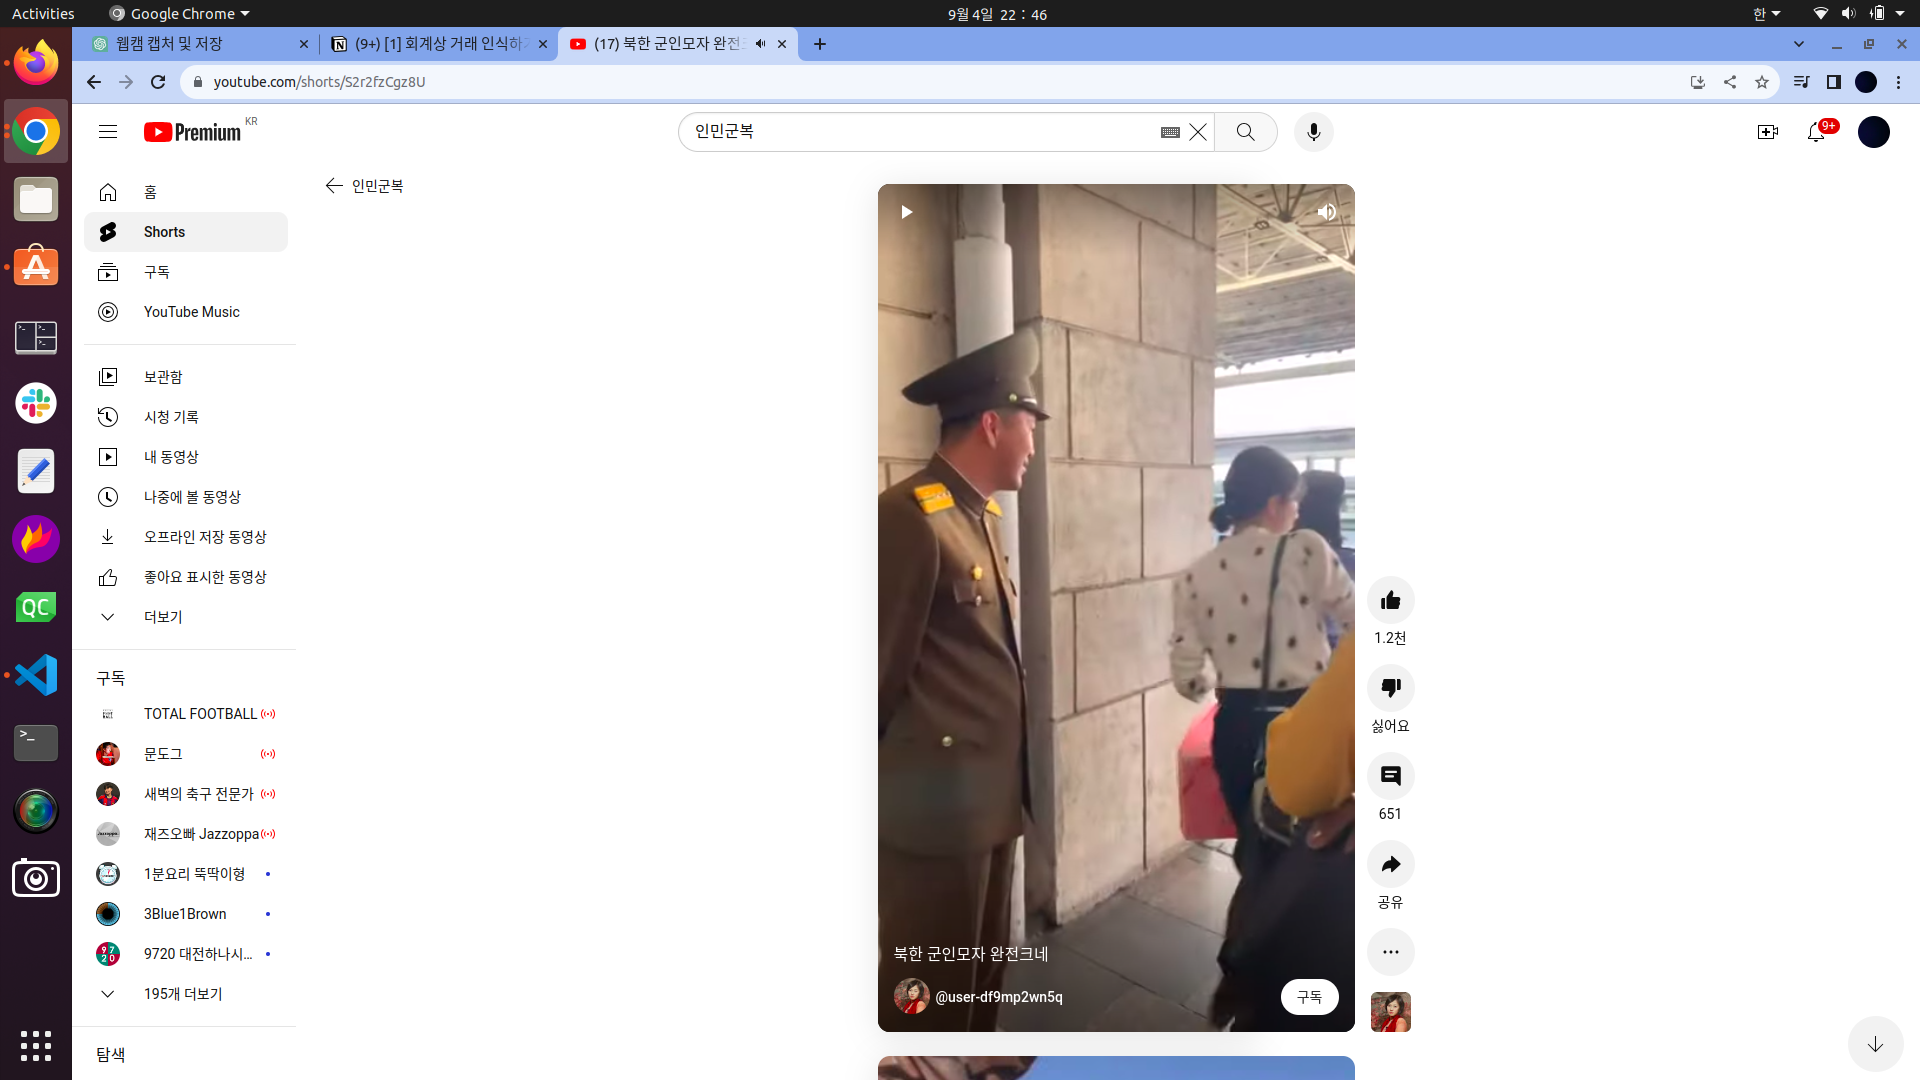 Activities
Google Chrome
9월 4일 22 : 46
한
웹캠 캡처 및 저장
(9+) [1] 회계상 거래 인식하
(17) 북한 군인모자 완전크
youtube.com/shorts/S2r2fzCgz8U
Premium KR
인민군복
9+
홈
Shorts
구독
YouTube Music
보관함
시청 기록
내 동영상
나중에 볼 동영상
오프라인 저장 동영상
좋아요 표시한 동영상
더보기
구독
TOTAL FOOTBALL
문도그
새벽의 축구 전문가
재즈오빠 Jazzoppa
1분요리 뚝딱이형
3Blue1Brown
9720 대전하나시...
195개 더보기
탐색
인민군복
북한 군인모자 완전크네
@user-df9mp2wn5q
구독
1.2천
싫어요
651
공유
QC